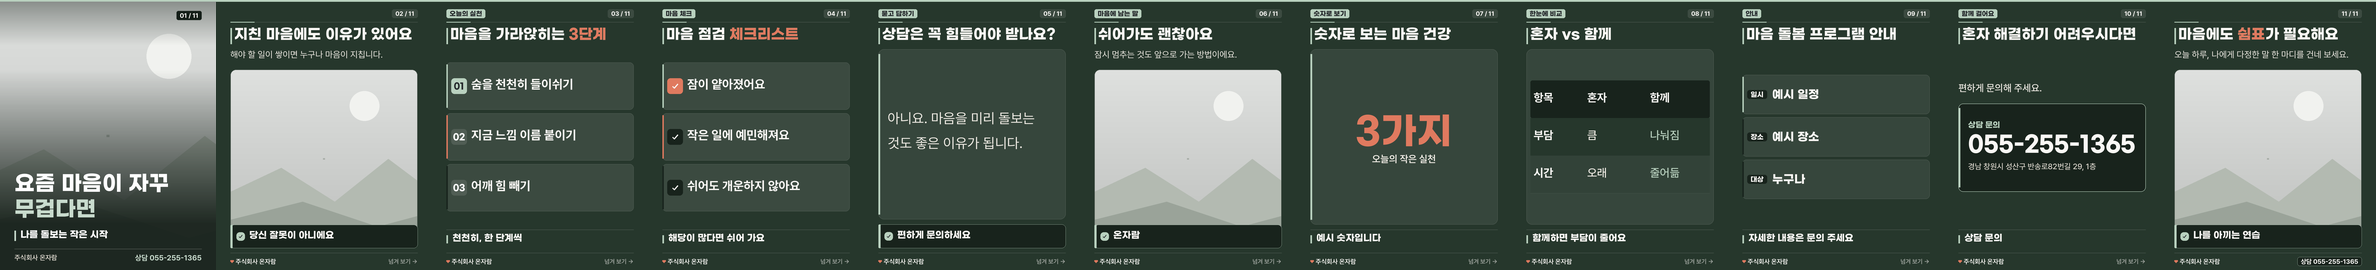 01 / 11
요즘 마음이 자꾸
무겁다면
나를 돌보는 작은 시작
주식회사 온자람
상담 055-255-1365
02 / 11
지친 마음에도 이유가 있어요
해야 할 일이 쌓이면 누구나 마음이 지칩니다.
당신 잘못이 아니에요
주식회사 온자람
넘겨 보기 →
오늘의 실천
03 / 11
마음을 가라앉히는 3단계
01 숨을 천천히 들이쉬기
02 지금 느낌 이름 붙이기
03 어깨 힘 빼기
천천히, 한 단계씩
주식회사 온자람
넘겨 보기 →
마음 체크
04 / 11
마음 점검 체크리스트
잠이 얕아졌어요
작은 일에 예민해져요
쉬어도 개운하지 않아요
해당이 많다면 쉬어 가요
주식회사 온자람
넘겨 보기 →
묻고 답하기
05 / 11
상담은 꼭 힘들어야 받나요?
아니요. 마음을 미리 돌보는
것도 좋은 이유가 됩니다.
편하게 문의하세요
주식회사 온자람
넘겨 보기 →
마음에 남는 말
06 / 11
쉬어가도 괜찮아요
잠시 멈추는 것도 앞으로 가는 방법이에요.
온자람
주식회사 온자람
넘겨 보기 →
숫자로 보기
07 / 11
숫자로 보는 마음 건강
3가지
오늘의 작은 실천
예시 숫자입니다
주식회사 온자람
넘겨 보기 →
한눈에 비교
08 / 11
혼자 vs 함께
항목 혼자 함께
부담 큼 나눠짐
시간 오래 줄어듦
함께하면 부담이 줄어요
주식회사 온자람
넘겨 보기 →
안내
09 / 11
마음 돌봄 프로그램 안내
일시 예시 일정
장소 예시 장소
대상 누구나
자세한 내용은 문의 주세요
주식회사 온자람
넘겨 보기 →
함께 걸어요
10 / 11
혼자 해결하기 어려우시다면
편하게 문의해 주세요.
상담 문의
055-255-1365
경남 창원시 성산구 반송로82번길 29, 1층
상담 문의
주식회사 온자람
넘겨 보기 →
11 / 11
마음에도 쉼표가 필요해요
오늘 하루, 나에게 다정한 말 한 마디를 건네 보세요.
나를 아끼는 연습
주식회사 온자람
상담 055-255-1365